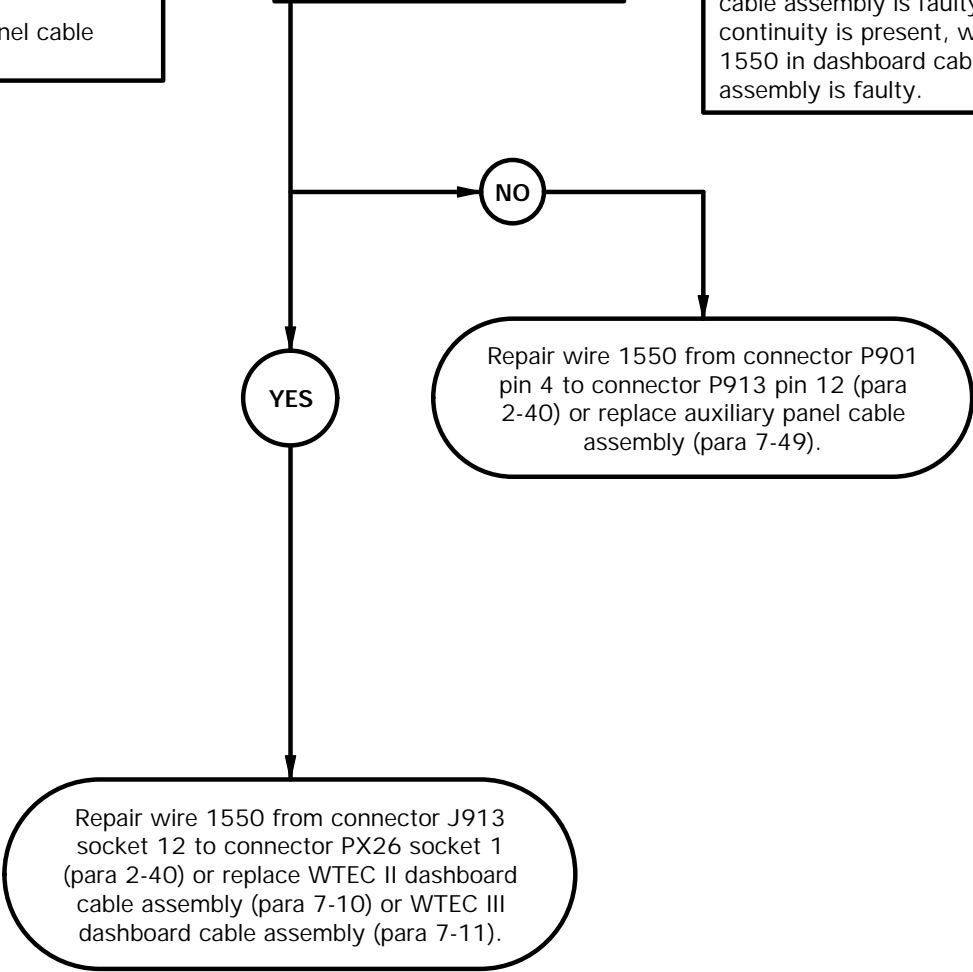 nel cable
cable assembly is faulty
continuity is present, w
1550 in dashboard cab
assembly is faulty.
NO
Repair wire 1550 from connector P901
pin 4 to connector P913 pin 12 (para
2-40) or replace auxiliary panel cable
assembly (para 7-49).
YES
Repair wire 1550 from connector J913
socket 12 to connector PX26 socket 1
(para 2-40) or replace WTEC II dashboard
cable assembly (para 7-10) or WTEC III
dashboard cable assembly (para 7-11).